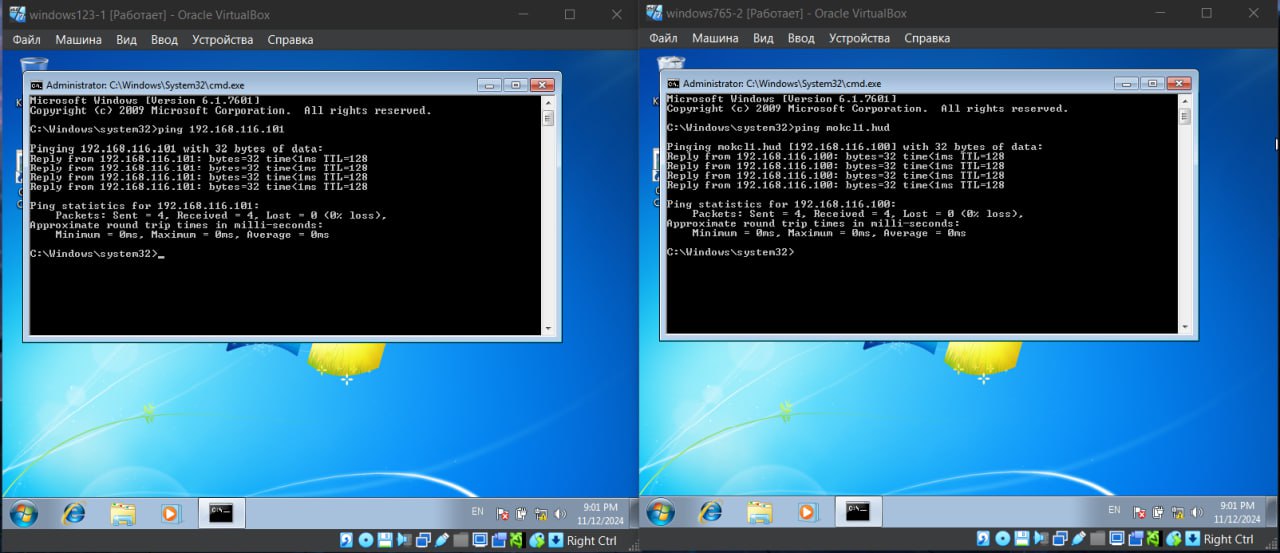 windows123-1 [Работает] - Oracle VirtualBox
Файл Машина Вид Ввод Устройства Справка
Administrator: C:\Windows\System32\cmd.exe
Microsoft Windows [Version 6.1.7601]
Copyright (c) 2009 Microsoft Corporation.  All rights reserved.
C:\Windows\system32>ping 192.168.116.101
Pinging 192.168.116.101 with 32 bytes of data:
Reply from 192.168.116.101: bytes=32 time<1ms TTL=128
Reply from 192.168.116.101: bytes=32 time<1ms TTL=128
Reply from 192.168.116.101: bytes=32 time<1ms TTL=128
Reply from 192.168.116.101: bytes=32 time<1ms TTL=128
Ping statistics for 192.168.116.101:
Packets: Sent = 4, Received = 4, Lost = 0 (0% loss),
Approximate round trip times in milli-seconds:
Minimum = 0ms, Maximum = 0ms, Average = 0ms
C:\Windows\system32>_
EN
9:01 PM
11/12/2024
Right Ctrl
windows765-2 [Работает] - Oracle VirtualBox
Файл Машина Вид Ввод Устройства Справка
Administrator: C:\Windows\System32\cmd.exe
Microsoft Windows [Version 6.1.7601]
Copyright (c) 2009 Microsoft Corporation.  All rights reserved.
C:\Windows\system32>ping mokcl1.hud
Pinging mokcl1.hud [192.168.116.100] with 32 bytes of data:
Reply from 192.168.116.100: bytes=32 time<1ms TTL=128
Reply from 192.168.116.100: bytes=32 time<1ms TTL=128
Reply from 192.168.116.100: bytes=32 time<1ms TTL=128
Reply from 192.168.116.100: bytes=32 time<1ms TTL=128
Ping statistics for 192.168.116.100:
Packets: Sent = 4, Received = 4, Lost = 0 (0% loss),
Approximate round trip times in milli-seconds:
Minimum = 0ms, Maximum = 0ms, Average = 0ms
C:\Windows\system32>
EN
9:01 PM
11/12/2024
Right Ctrl